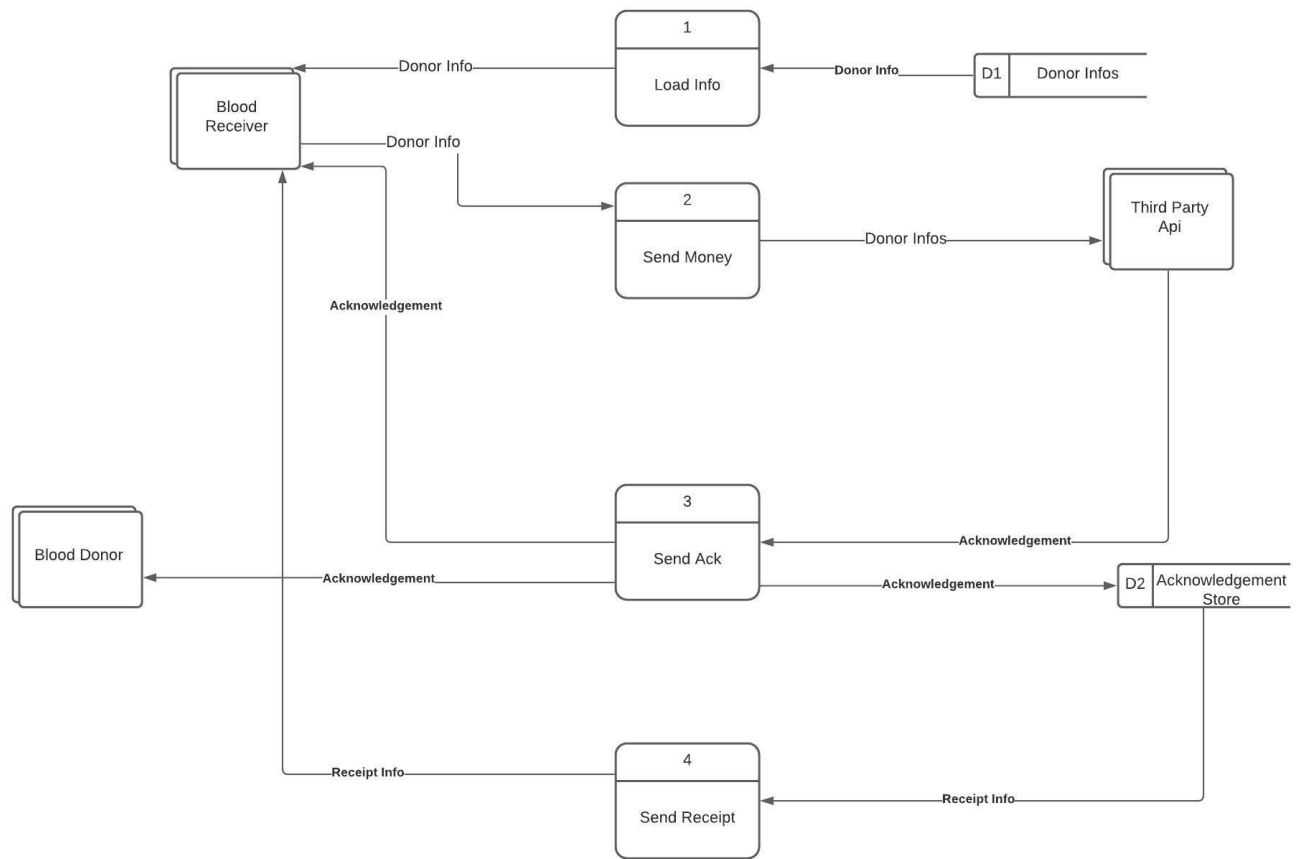 1
Load Info
Donor Info
Donor Info
D1
Donor Infos
Blood
Receiver
Donor Info
2
Send Money
Donor Infos
Third Party
Api
Acknowledgement
3
Send Ack
Acknowledgement
Blood Donor
Acknowledgement
Acknowledgement
D2
Acknowledgement
Store
4
Send Receipt
Receipt Info
Receipt Info